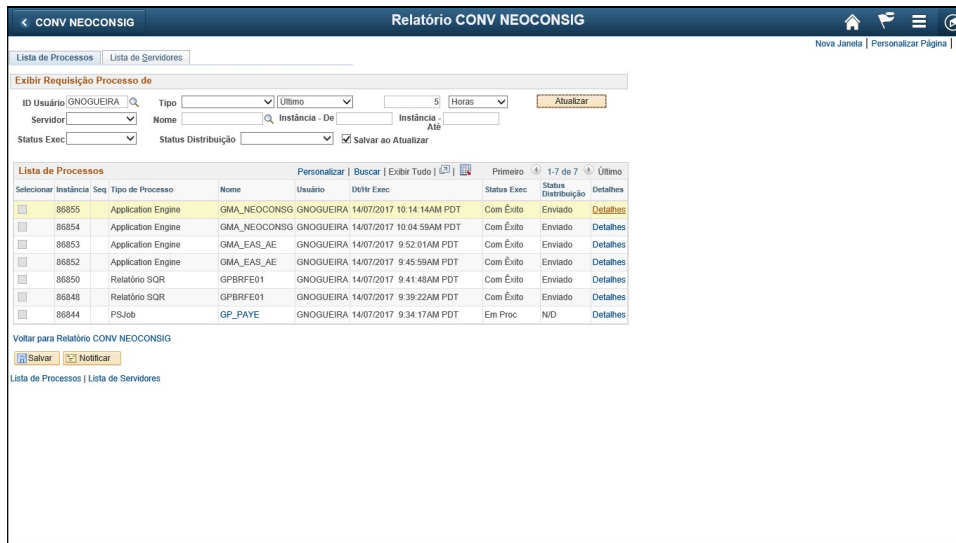 CONV NEOCONSIG
Relatório CONV NEOCONSIG
Nova Janela | Personalizar Página |
Lista de Processos
Lista de Servidores
Exibir Requisição Processo de
ID Usuário GNOGUEIRA Tipo Último 5 Horas Atualizar
Servidor Nome Instância - De Instância - Até
Status Exec Status Distribuição Salvar ao Atualizar
Lista de Processos Personalizar | Buscar | Exibir Tudo | | Primeiro 1-7 de 7 Último
Selecionar Instância Seq Tipo de Processo Nome Usuário Dt/Hr Exec Status Exec Status Distribuição Detalhes
86855 Application Engine GMA_NEOCONSG GNOGUEIRA 14/07/2017 10:14:14AM PDT Com Êxito Enviado Detalhes
86854 Application Engine GMA_NEOCONSG GNOGUEIRA 14/07/2017 10:04:59AM PDT Com Êxito Enviado Detalhes
86853 Application Engine GMA_EAS_AE GNOGUEIRA 14/07/2017 9:52:01AM PDT Com Êxito Enviado Detalhes
86852 Application Engine GMA_EAS_AE GNOGUEIRA 14/07/2017 9:45:59AM PDT Com Êxito Enviado Detalhes
86850 Relatório SQR GPBRFE01 GNOGUEIRA 14/07/2017 9:41:48AM PDT Com Êxito Enviado Detalhes
86848 Relatório SQR GPBRFE01 GNOGUEIRA 14/07/2017 9:39:22AM PDT Com Êxito Enviado Detalhes
86844 PSJob GP_PAYE GNOGUEIRA 14/07/2017 9:34:17AM PDT Em Proc N/D Detalhes
Voltar para Relatório CONV NEOCONSIG
Salvar Notificar
Lista de Processos | Lista de Servidores